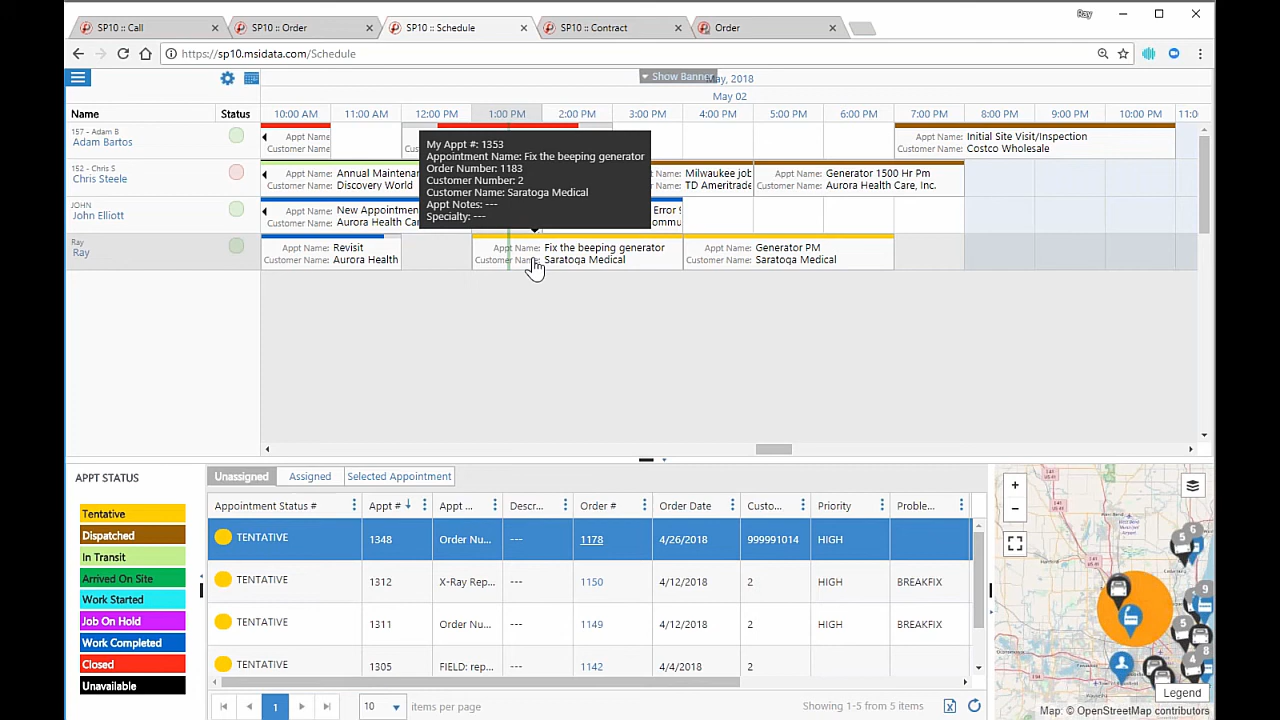 SP10 :: Call
SP10 :: Order
SP10 :: Schedule
SP10 :: Contract
Order
Ray
https://sp10.msidata.com/Schedule
Show Banner
May, 2018
May 02
Name
Status
10:00 AM
11:00 AM
12:00 PM
1:00 PM
2:00 PM
3:00 PM
4:00 PM
5:00 PM
6:00 PM
7:00 PM
8:00 PM
9:00 PM
10:00 PM
11:0
157 - Adam B
Adam Bartos
Appt Name
Customer Name
Appt Name: Initial Site Visit/Inspection
Customer Name: Costco Wholesale
My Appt #: 1353
Appointment Name: Fix the beeping generator
Order Number: 1183
Customer Number: 2
Customer Name: Saratoga Medical
Appt Notes: ---
Specialty: ---
152 - Chris S
Chris Steele
Appt Name: Annual Maintenan
Customer Name: Discovery World
Milwaukee job
TD Ameritrade
Appt Name: Generator 1500 Hr Pm
Customer Name: Aurora Health Care, Inc.
JOHN
John Elliott
Appt Name: New Appointmen
Customer Name: Aurora Health Car
Error
ommu
Ray
Ray
Appt Name: Revisit
Customer Name: Aurora Health
Appt Name: Fix the beeping generator
Customer Name: Saratoga Medical
Appt Name: Generator PM
Customer Name: Saratoga Medical
APPT STATUS
Tentative
Dispatched
In Transit
Arrived On Site
Work Started
Job On Hold
Work Completed
Closed
Unavailable
Unassigned
Assigned
Selected Appointment
Appointment Status #
Appt #
Appt ...
Descr...
Order #
Order Date
Custo...
Priority
Proble...
TENTATIVE 1348 Order Nu... --- 1178 4/26/2018 999991014 HIGH
TENTATIVE 1312 X-Ray Rep... --- 1150 4/12/2018 2 HIGH BREAKFIX
TENTATIVE 1311 Order Nu... --- 1149 4/12/2018 2 HIGH BREAKFIX
TENTATIVE 1305 FIELD: rep... --- 1142 4/4/2018 2
1
10
items per page
Showing 1-5 from 5 items
+
−
6
5
9
5
8
4
Legend
Map: © OpenStreetMap contributors